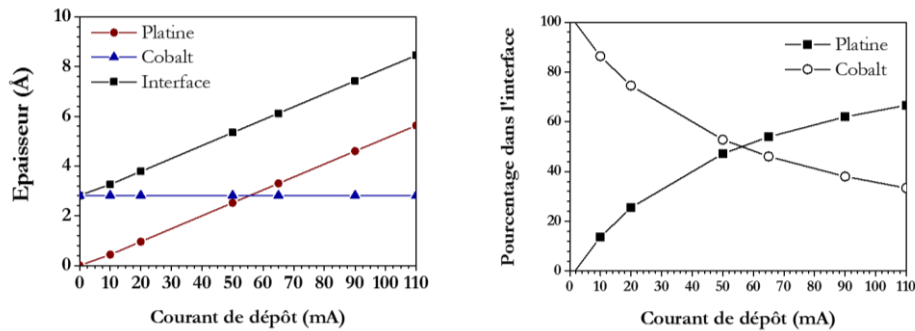 10
8
6
4
2
0
Epaisseur (Å)
Platine
Cobalt
Interface
0 10 20 30 40 50 60 70 80 90 100 110
Courant de dépôt (mA)
100
80
60
40
20
0
Pourcentage dans l'interface
Platine
Cobalt
0 10 20 30 40 50 60 70 80 90 100 110
Courant de dépôt (mA)